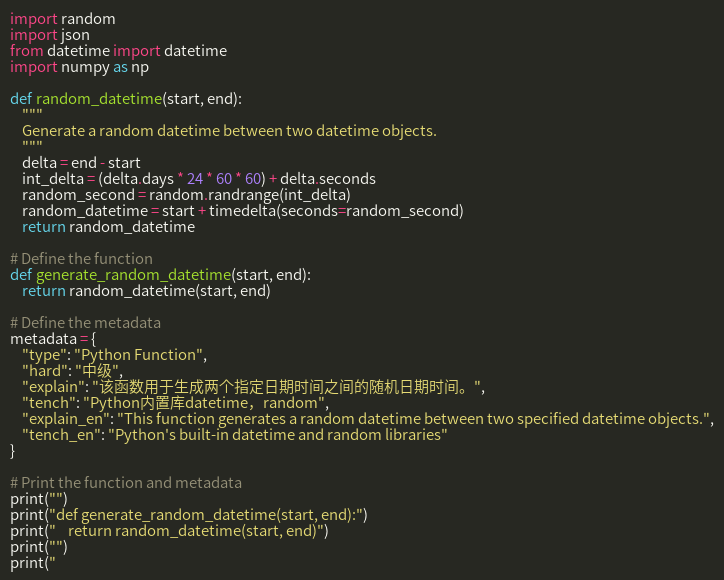 import random
import json
from datetime import datetime
import numpy as np

def random_datetime(start, end):
    """
    Generate a random datetime between two datetime objects.
    """
    delta = end - start
    int_delta = (delta.days * 24 * 60 * 60) + delta.seconds
    random_second = random.randrange(int_delta)
    random_datetime = start + timedelta(seconds=random_second)
    return random_datetime

# Define the function
def generate_random_datetime(start, end):
    return random_datetime(start, end)

# Define the metadata
metadata = {
    "type": "Python Function",
    "hard": "中级",
    "explain": "该函数用于生成两个指定日期时间之间的随机日期时间。",
    "tench": "Python内置库datetime，random",
    "explain_en": "This function generates a random datetime between two specified datetime objects.",
    "tench_en": "Python's built-in datetime and random libraries"
}

# Print the function and metadata
print("")
print("def generate_random_datetime(start, end):")
print("    return random_datetime(start, end)")
print("")
print("